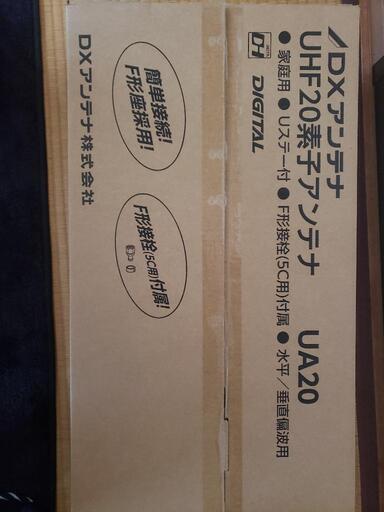 DXアンテナ
UHF20素子アンテナ UA20
● 家庭用 ● Uステー付 ● F形接栓(5C用)付属 ● 水平/垂直偏波用
DH DIGITAL
簡単接続!
F形座採用!
F形接栓(5C用)付属!
DXアンテナ株式会社